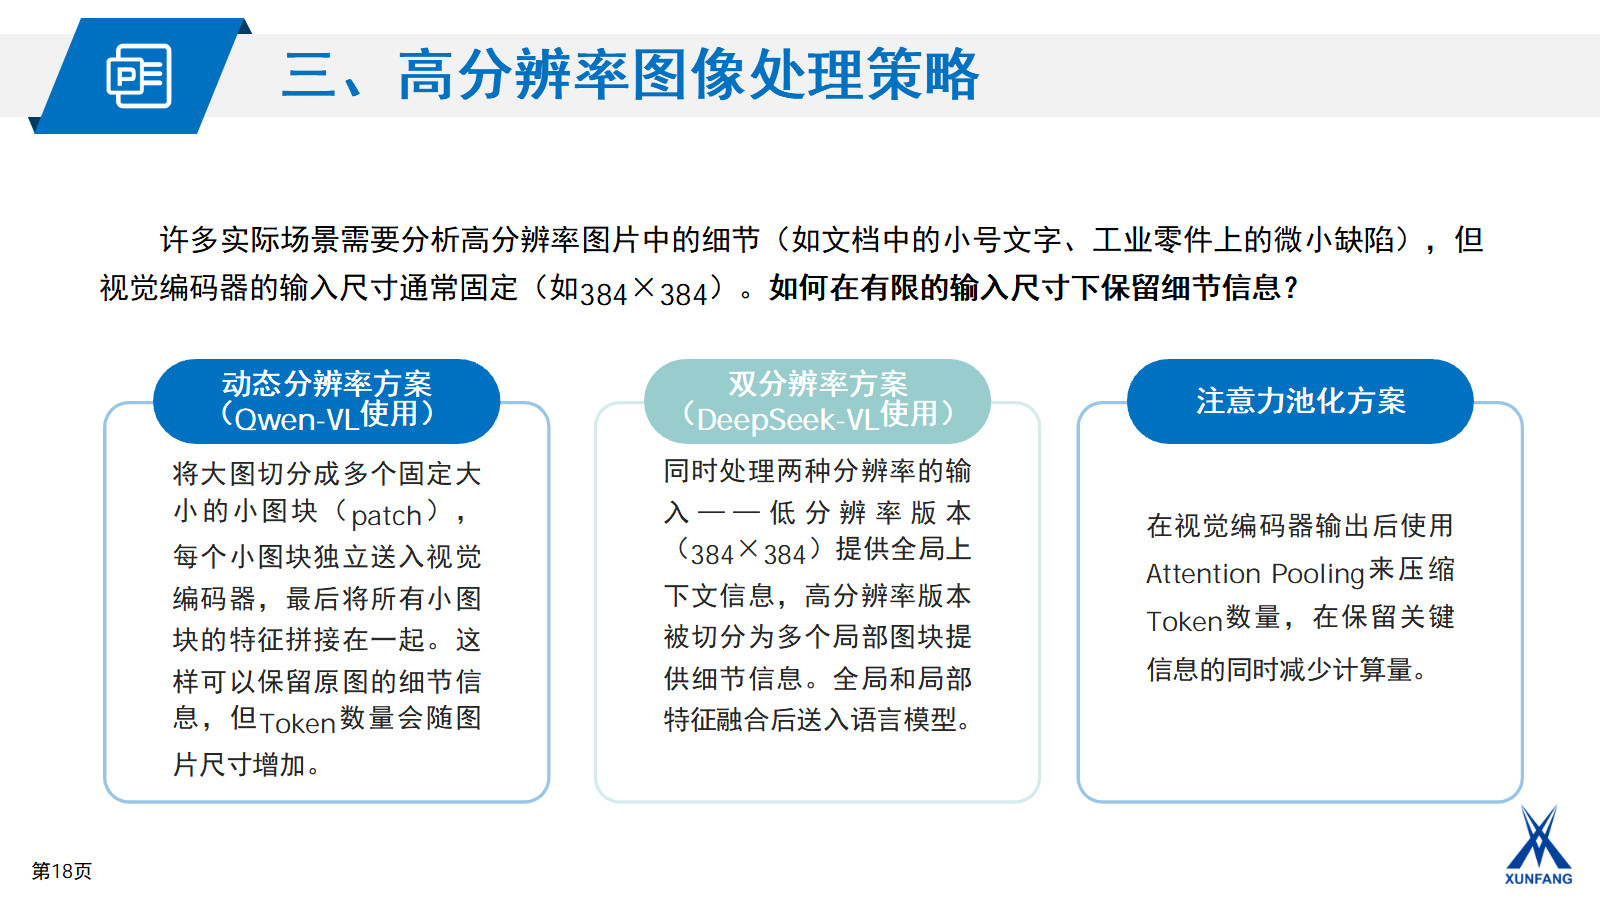 三、高分辨率图像处理策略
许多实际场景需要分析高分辨率图片中的细节（如文档中的小号文字、工业零件上的微小缺陷），但
视觉编码器的输入尺寸通常固定（如384×384）。如何在有限的输入尺寸下保留细节信息？
动态分辨率方案
（Qwen-VL使用）
将大图切分成多个固定大
小的小图块（patch），
每个小图块独立送入视觉
编码器，最后将所有小图
块的特征拼接在一起。这
样可以保留原图的细节信
息，但Token数量会随图
片尺寸增加。
双分辨率方案
（DeepSeek-VL使用）
同时处理两种分辨率的输
入——低分辨率版本
（384×384）提供全局上
下文信息，高分辨率版本
被切分为多个局部图块提
供细节信息。全局和局部
特征融合后送入语言模型。
注意力池化方案
在视觉编码器输出后使用
Attention Pooling来压缩
Token数量，在保留关键
信息的同时减少计算量。
第18页
XUNFANG